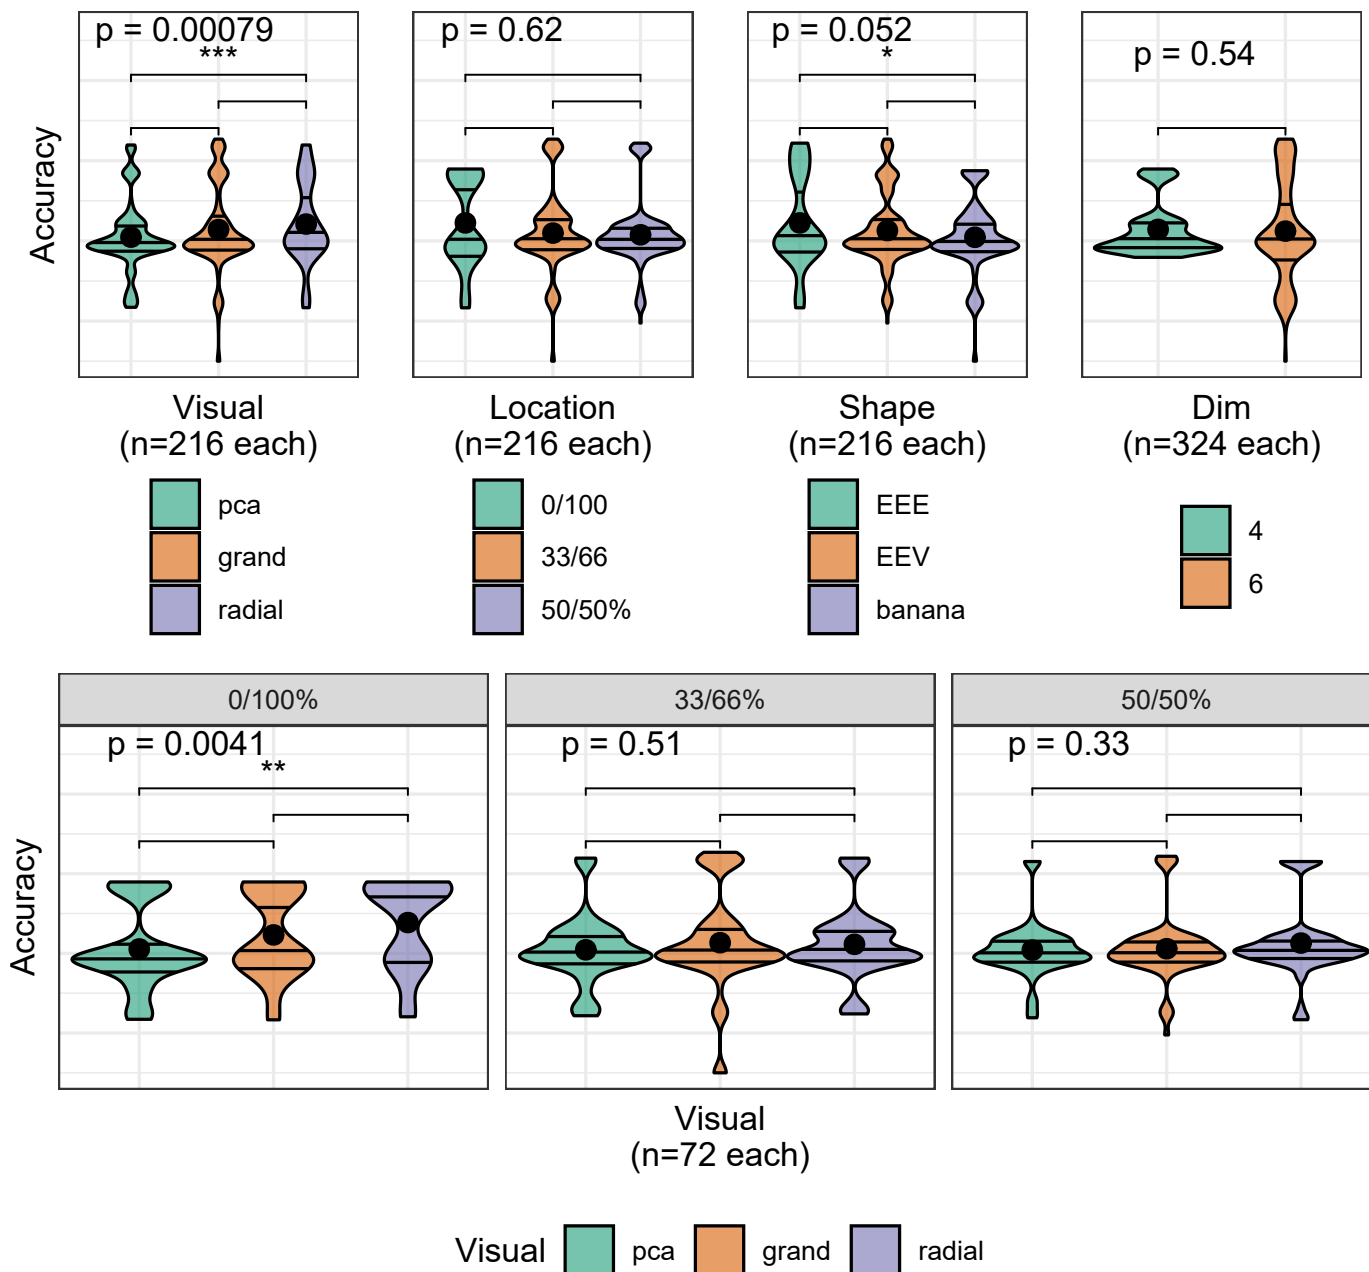 p = 0.00079
***
p = 0.62
p = 0.052
*
p = 0.54
Accuracy
Visual
(n=216 each)
Location
(n=216 each)
Shape
(n=216 each)
Dim
(n=324 each)
pca
grand
radial
0/100
33/66
50/50%
EEE
EEV
banana
4
6
0/100%
33/66%
50/50%
p = 0.0041
**
p = 0.51
p = 0.33
Accuracy
Visual
(n=72 each)
Visual pca grand radial